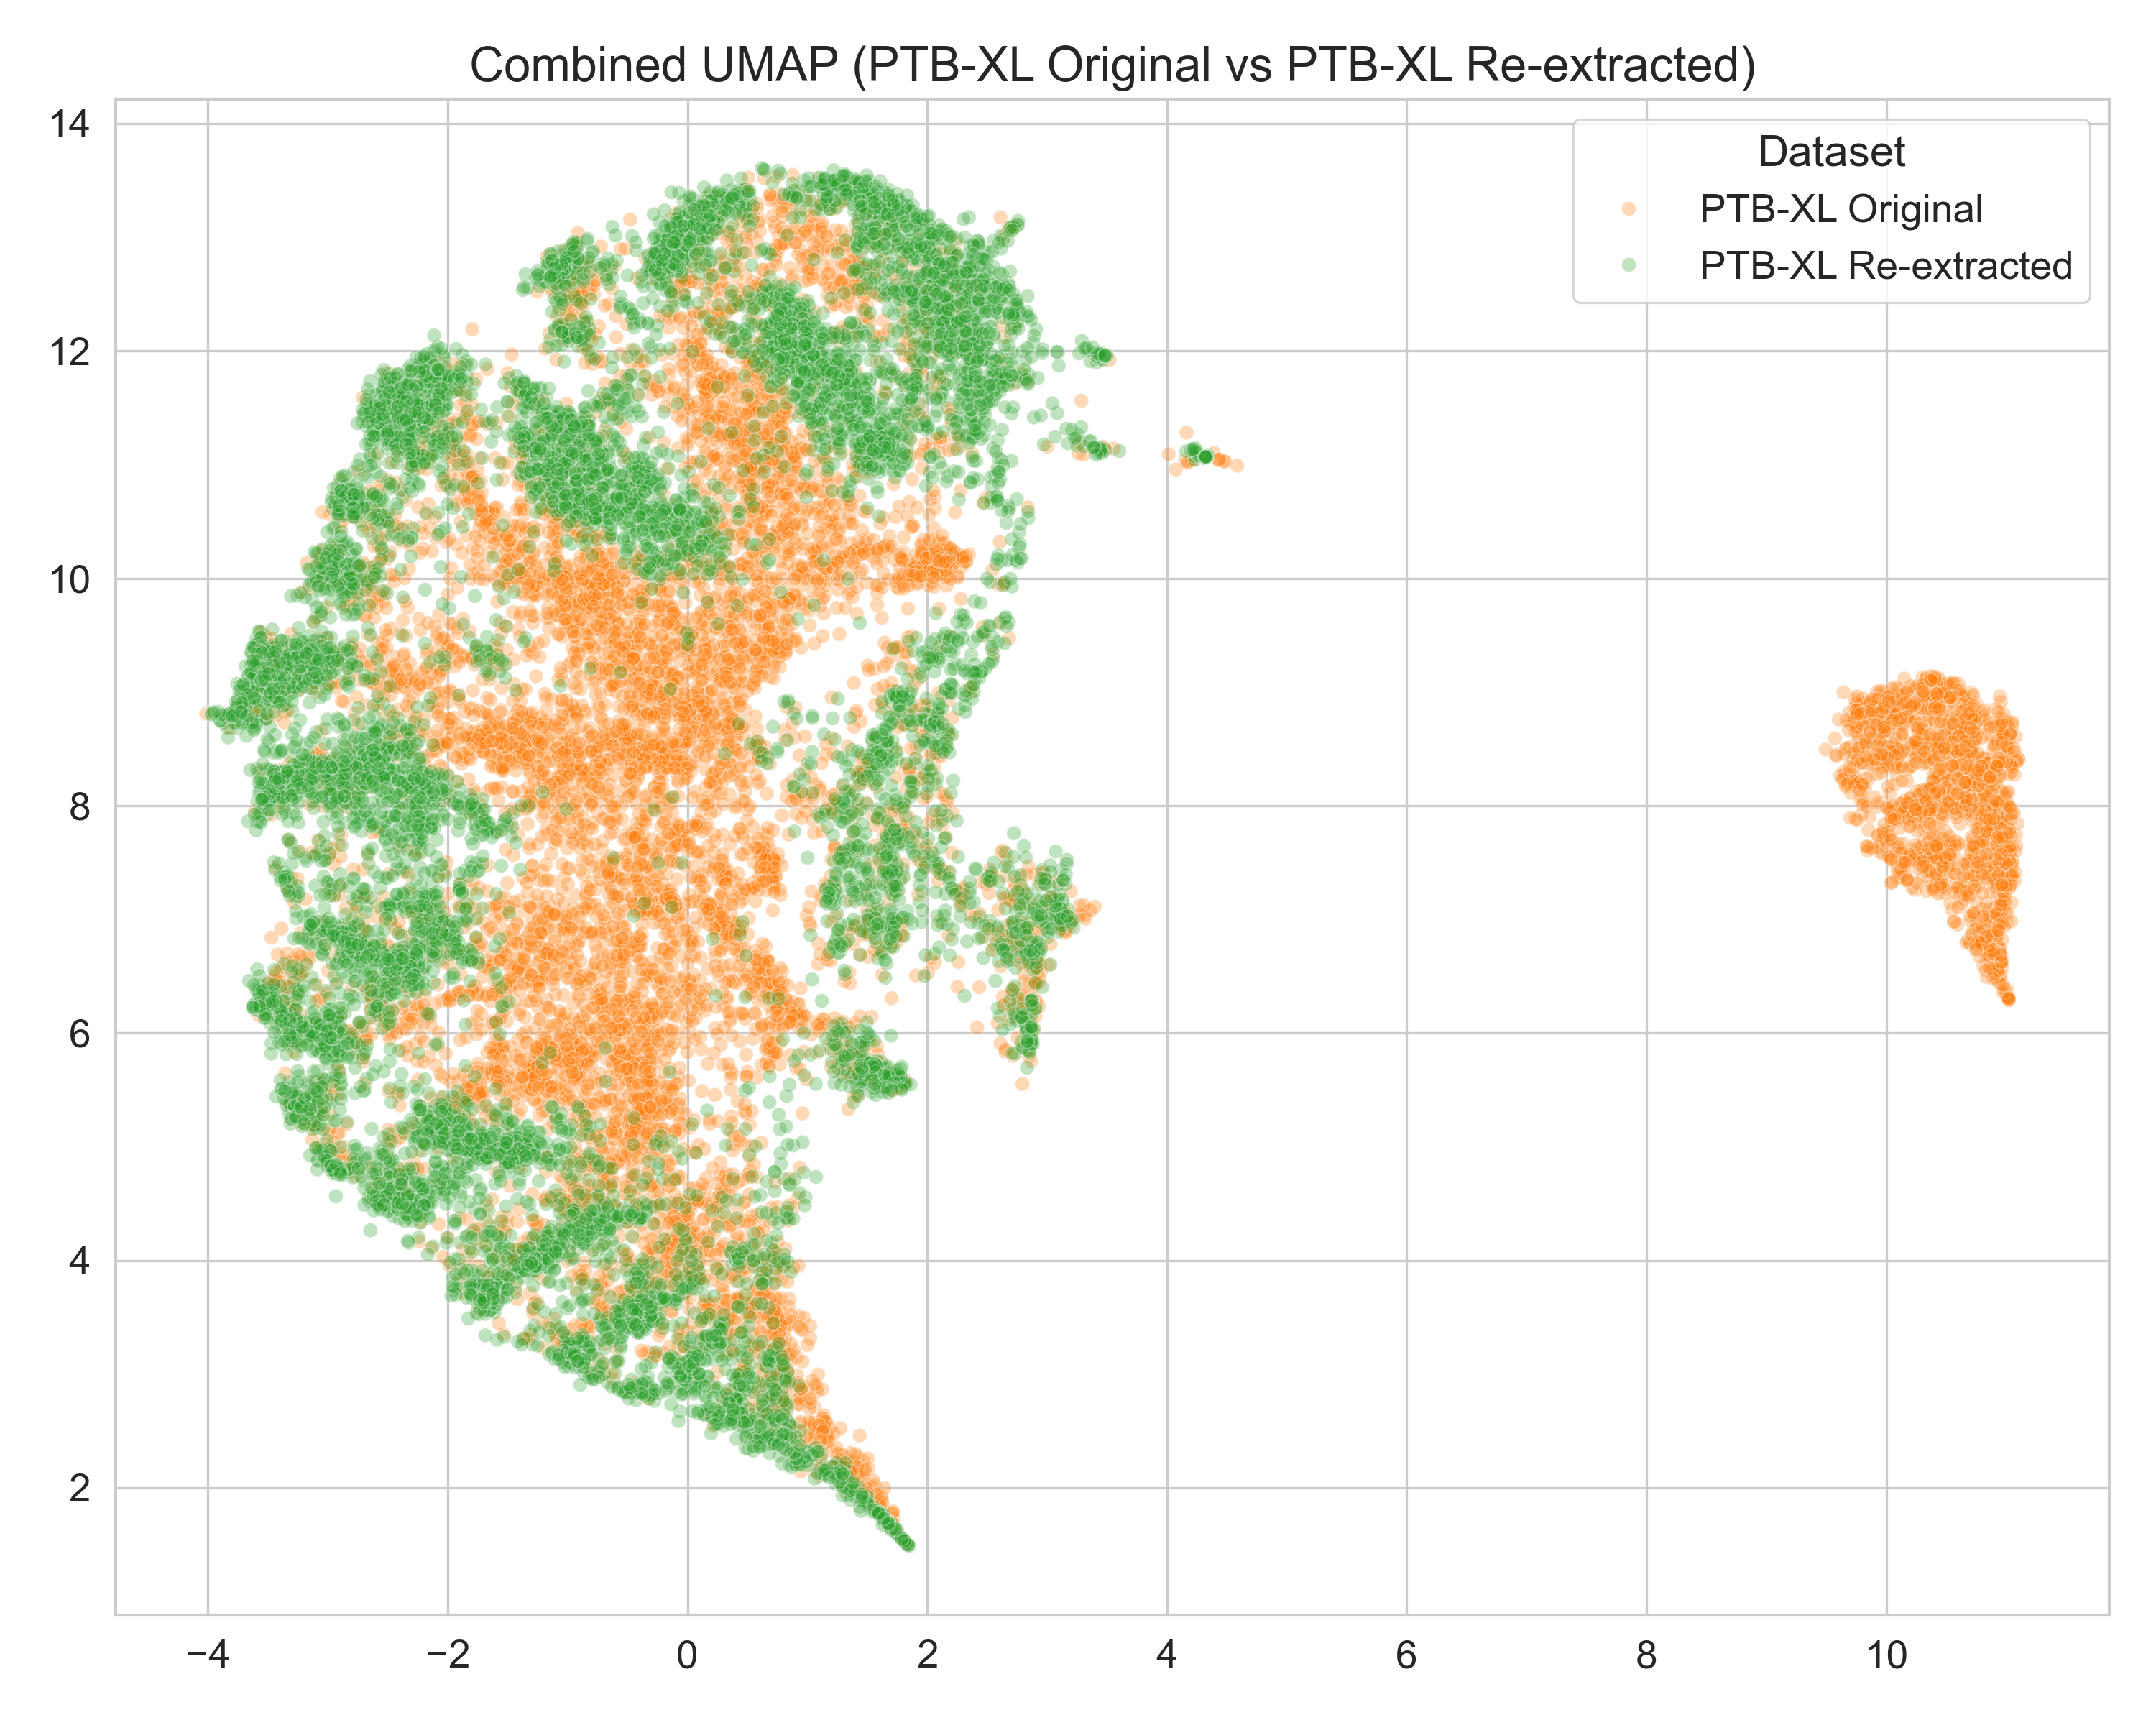 Combined UMAP (PTB-XL Original vs PTB-XL Re-extracted)
Dataset
PTB-XL Original
PTB-XL Re-extracted
14
12
10
8
6
4
2
−4 −2 0 2 4 6 8 10